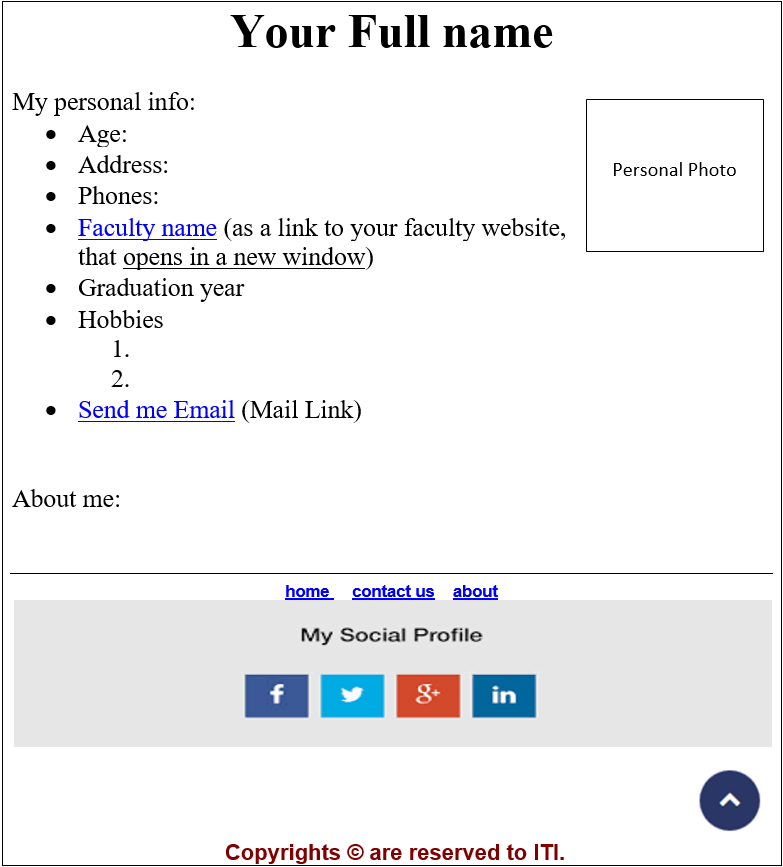 Your Full name
My personal info:
Personal Photo
• Age:
• Address:
• Phones:
• Faculty name (as a link to your faculty website,
that opens in a new window)
• Graduation year
• Hobbies
1.
2.
• Send me Email (Mail Link)
About me:
home contact us about
My Social Profile
f g+ in
Copyrights © are reserved to ITI.